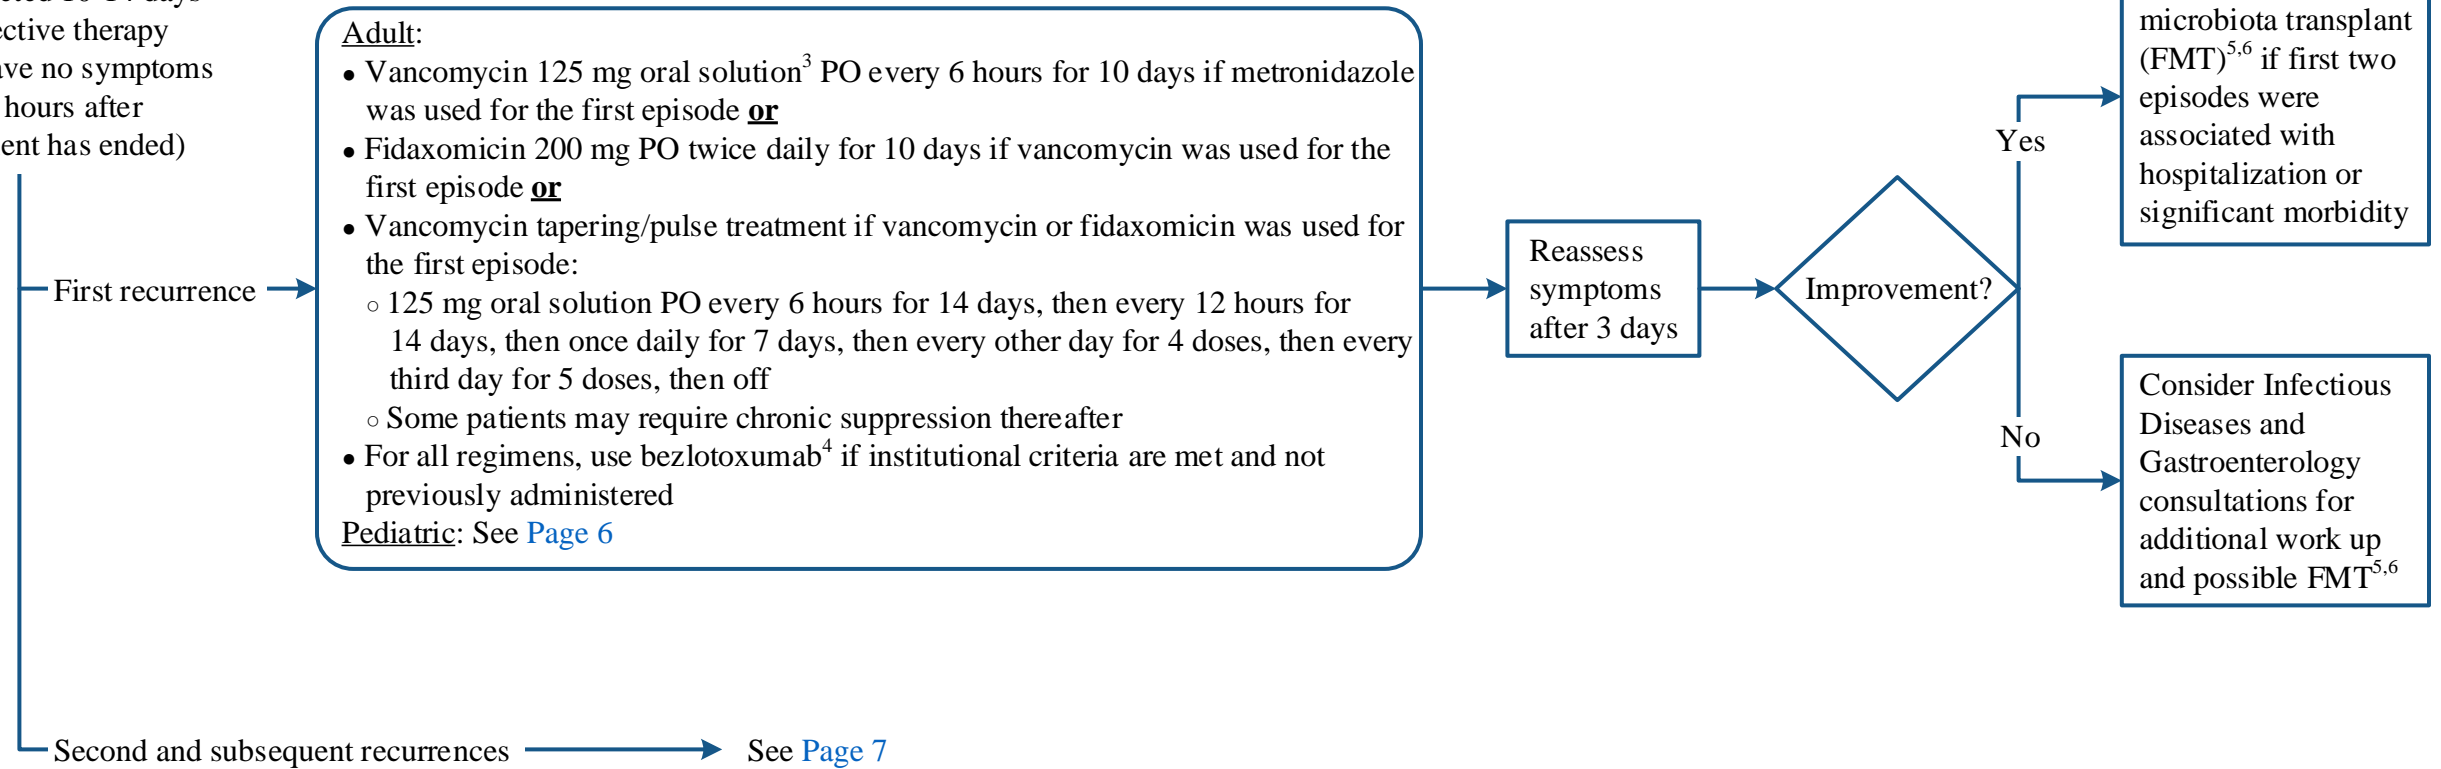 ective therapy
ave no symptoms
hours after
ent has ended)
First recurrence
Adult:
• Vancomycin 125 mg oral solution3 PO every 6 hours for 10 days if metronidazole
was used for the first episode or
• Fidaxomicin 200 mg PO twice daily for 10 days if vancomycin was used for the
first episode or
• Vancomycin tapering/pulse treatment if vancomycin or fidaxomicin was used for
the first episode:
○ 125 mg oral solution PO every 6 hours for 14 days, then every 12 hours for
14 days, then once daily for 7 days, then every other day for 4 doses, then every
third day for 5 doses, then off
○ Some patients may require chronic suppression thereafter
• For all regimens, use bezlotoxumab4 if institutional criteria are met and not
previously administered
Pediatric: See Page 6
Reassess
symptoms
after 3 days
Improvement?
Yes
microbiota transplant
(FMT)5,6 if first two
episodes were
associated with
hospitalization or
significant morbidity
No
Consider Infectious
Diseases and
Gastroenterology
consultations for
additional work up
and possible FMT5,6
Second and subsequent recurrences
See Page 7